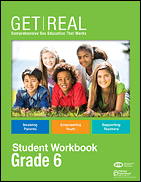 GET REAL
Comprehensive Sex Education That Works
Involving Parents
Empowering Youth
Supporting Teachers
Student Workbook
Grade 6